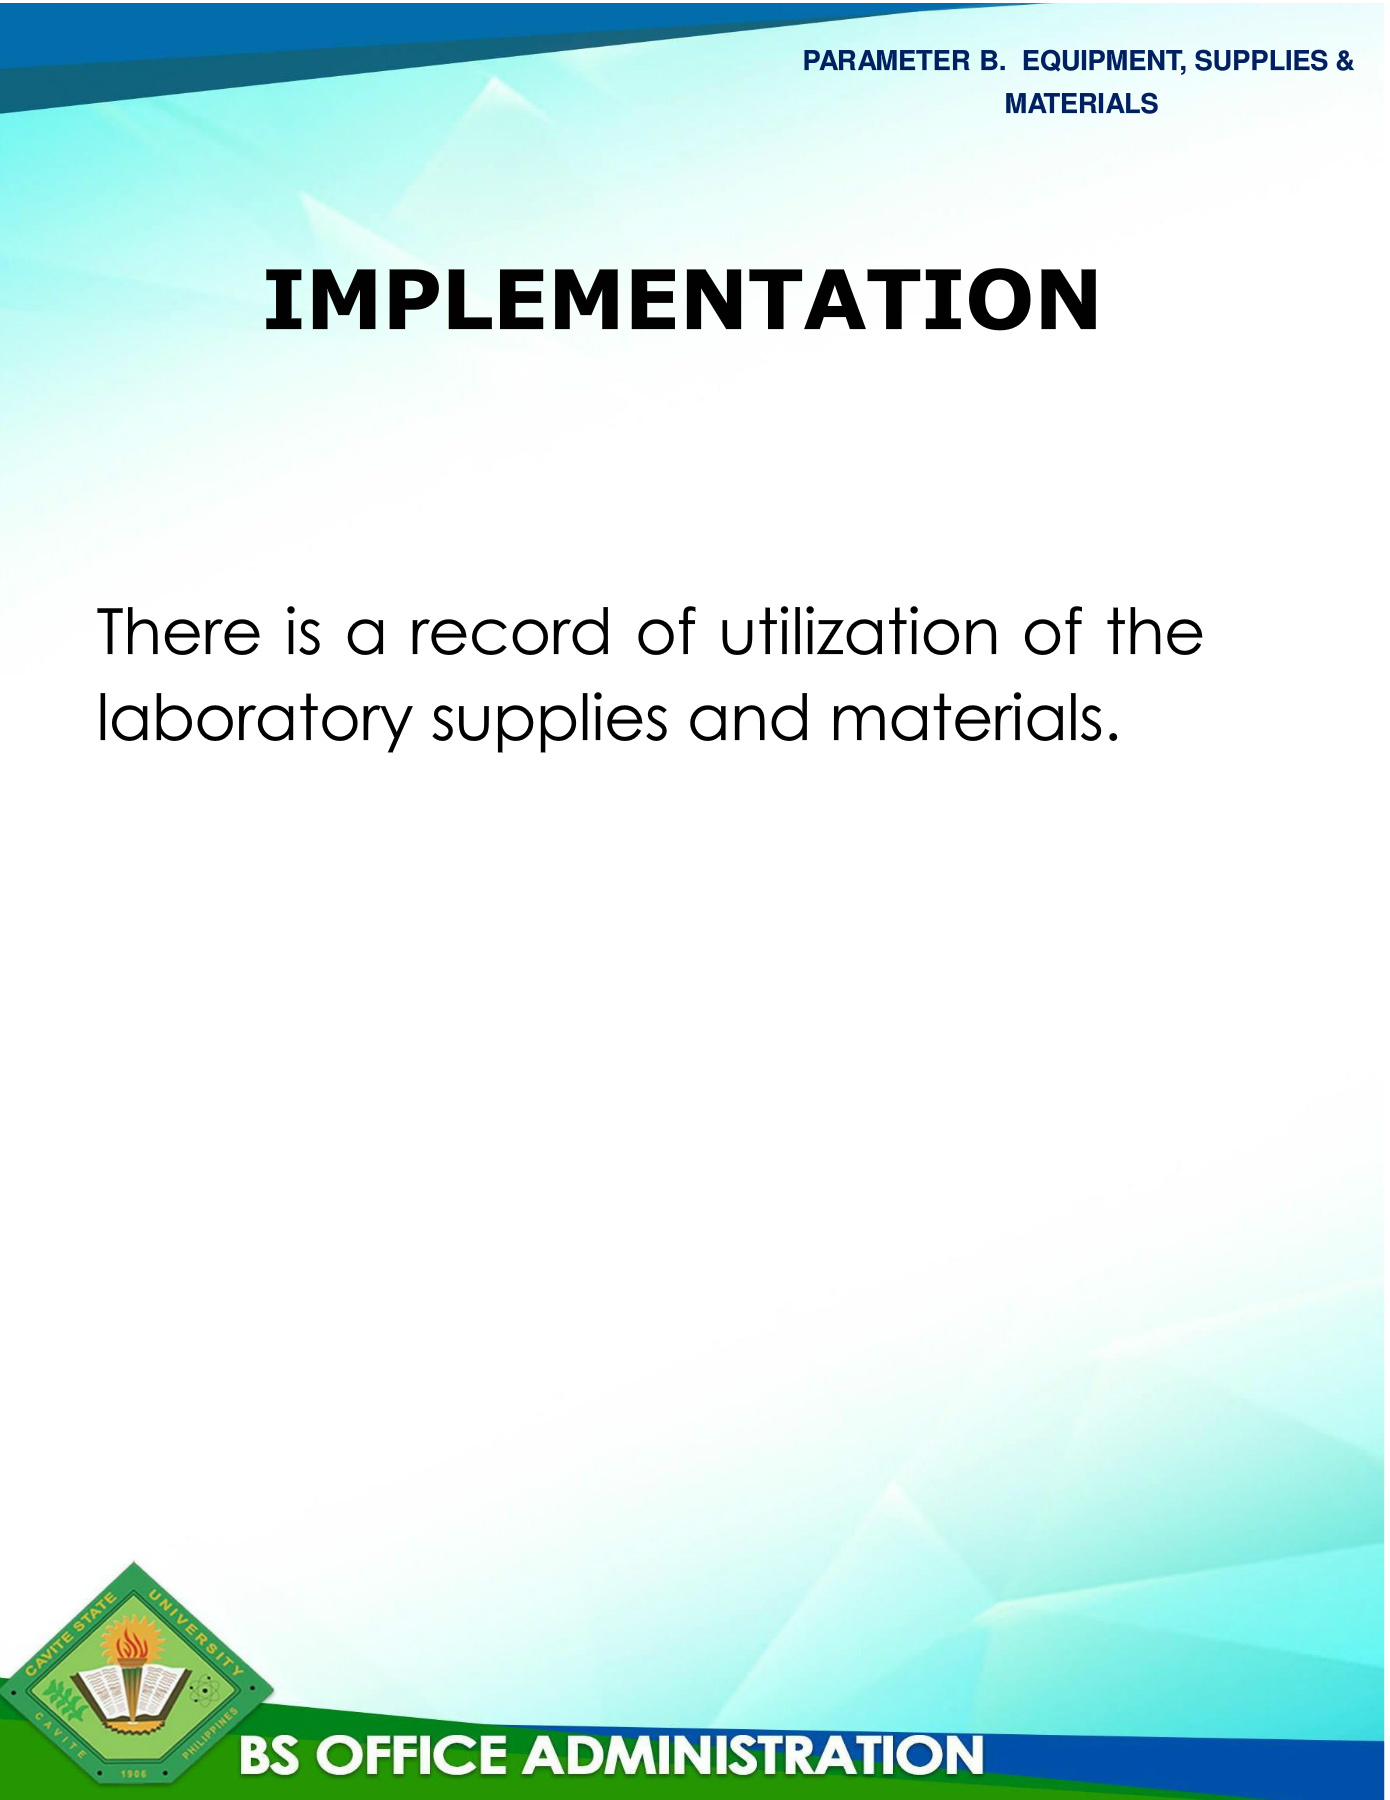 PARAMETER B. EQUIPMENT, SUPPLIES &
MATERIALS
IMPLEMENTATION
There is a record of utilization of the
laboratory supplies and materials.
CAVITE STATE UNIVERSITY
CAVITE
PHILIPPINES
1906
BS OFFICE ADMINISTRATION